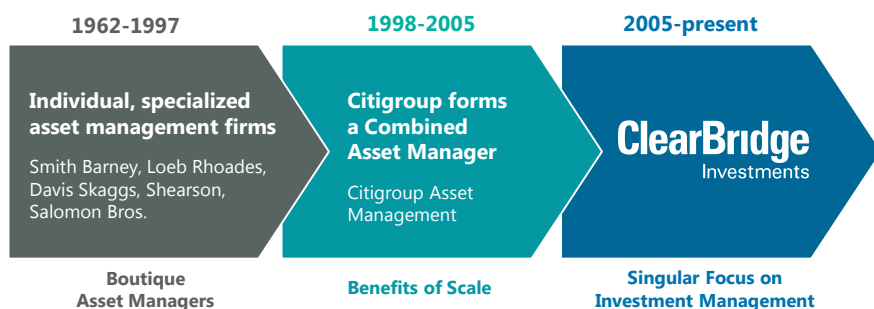 1962-1997
Individual, specialized
asset management firms
Smith Barney, Loeb Rhoades,
Davis Skaggs, Shearson,
Salomon Bros.
Boutique
Asset Managers
1998-2005
Citigroup forms
a Combined
Asset Manager
Citigroup Asset
Management
Benefits of Scale
2005-present
ClearBridge
Investments
Singular Focus on
Investment Management